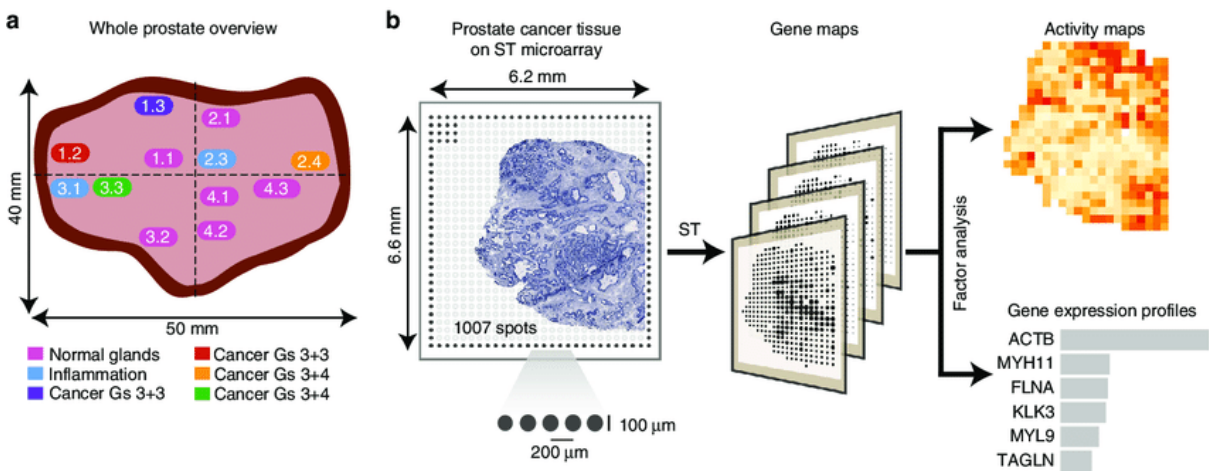 a
Whole prostate overview
1.3
2.1
1.2
1.1
2.3
2.4
3.1
3.3
4.1
4.3
3.2
4.2
40 mm
50 mm
Normal glands
Inflammation
Cancer Gs 3+3
Cancer Gs 3+3
Cancer Gs 3+4
Cancer Gs 3+4
b
Prostate cancer tissue
on ST microarray
6.2 mm
6.6 mm
1007 spots
100 μm
200 μm
ST
Gene maps
Factor analysis
Activity maps
Gene expression profiles
ACTB
MYH11
FLNA
KLK3
MYL9
TAGLN